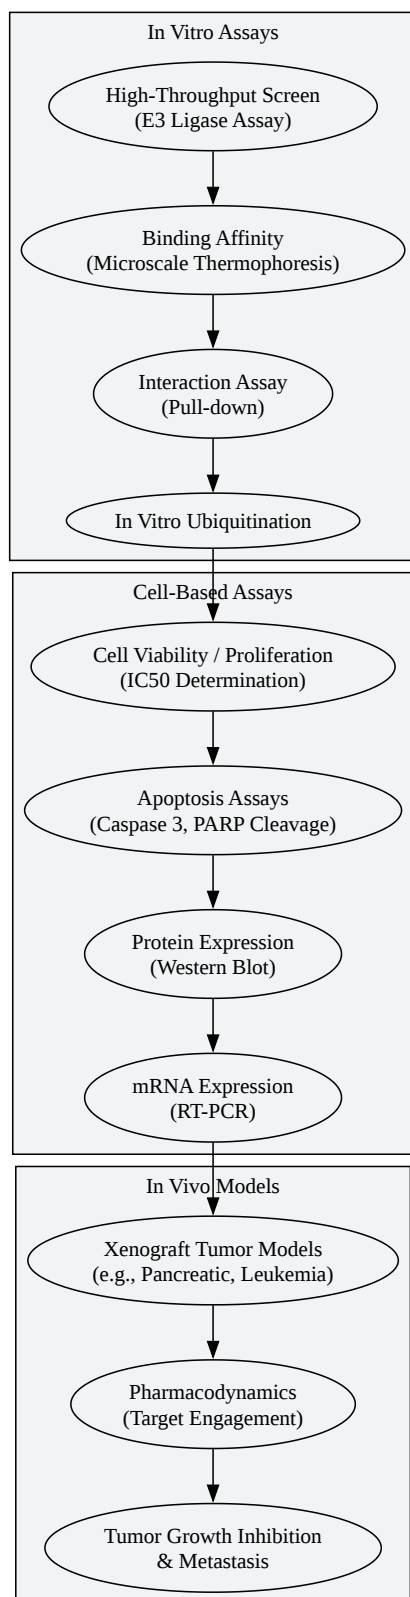 In Vitro Assays
High-Throughput Screen
(E3 Ligase Assay)
Binding Affinity
(Microscale Thermophoresis)
Interaction Assay
(Pull-down)
In Vitro Ubiquitination
Cell-Based Assays
Cell Viability / Proliferation
(IC50 Determination)
Apoptosis Assays
(Caspase 3, PARP Cleavage)
Protein Expression
(Western Blot)
mRNA Expression
(RT-PCR)
In Vivo Models
Xenograft Tumor Models
(e.g., Pancreatic, Leukemia)
Pharmacodynamics
(Target Engagement)
Tumor Growth Inhibition
& Metastasis